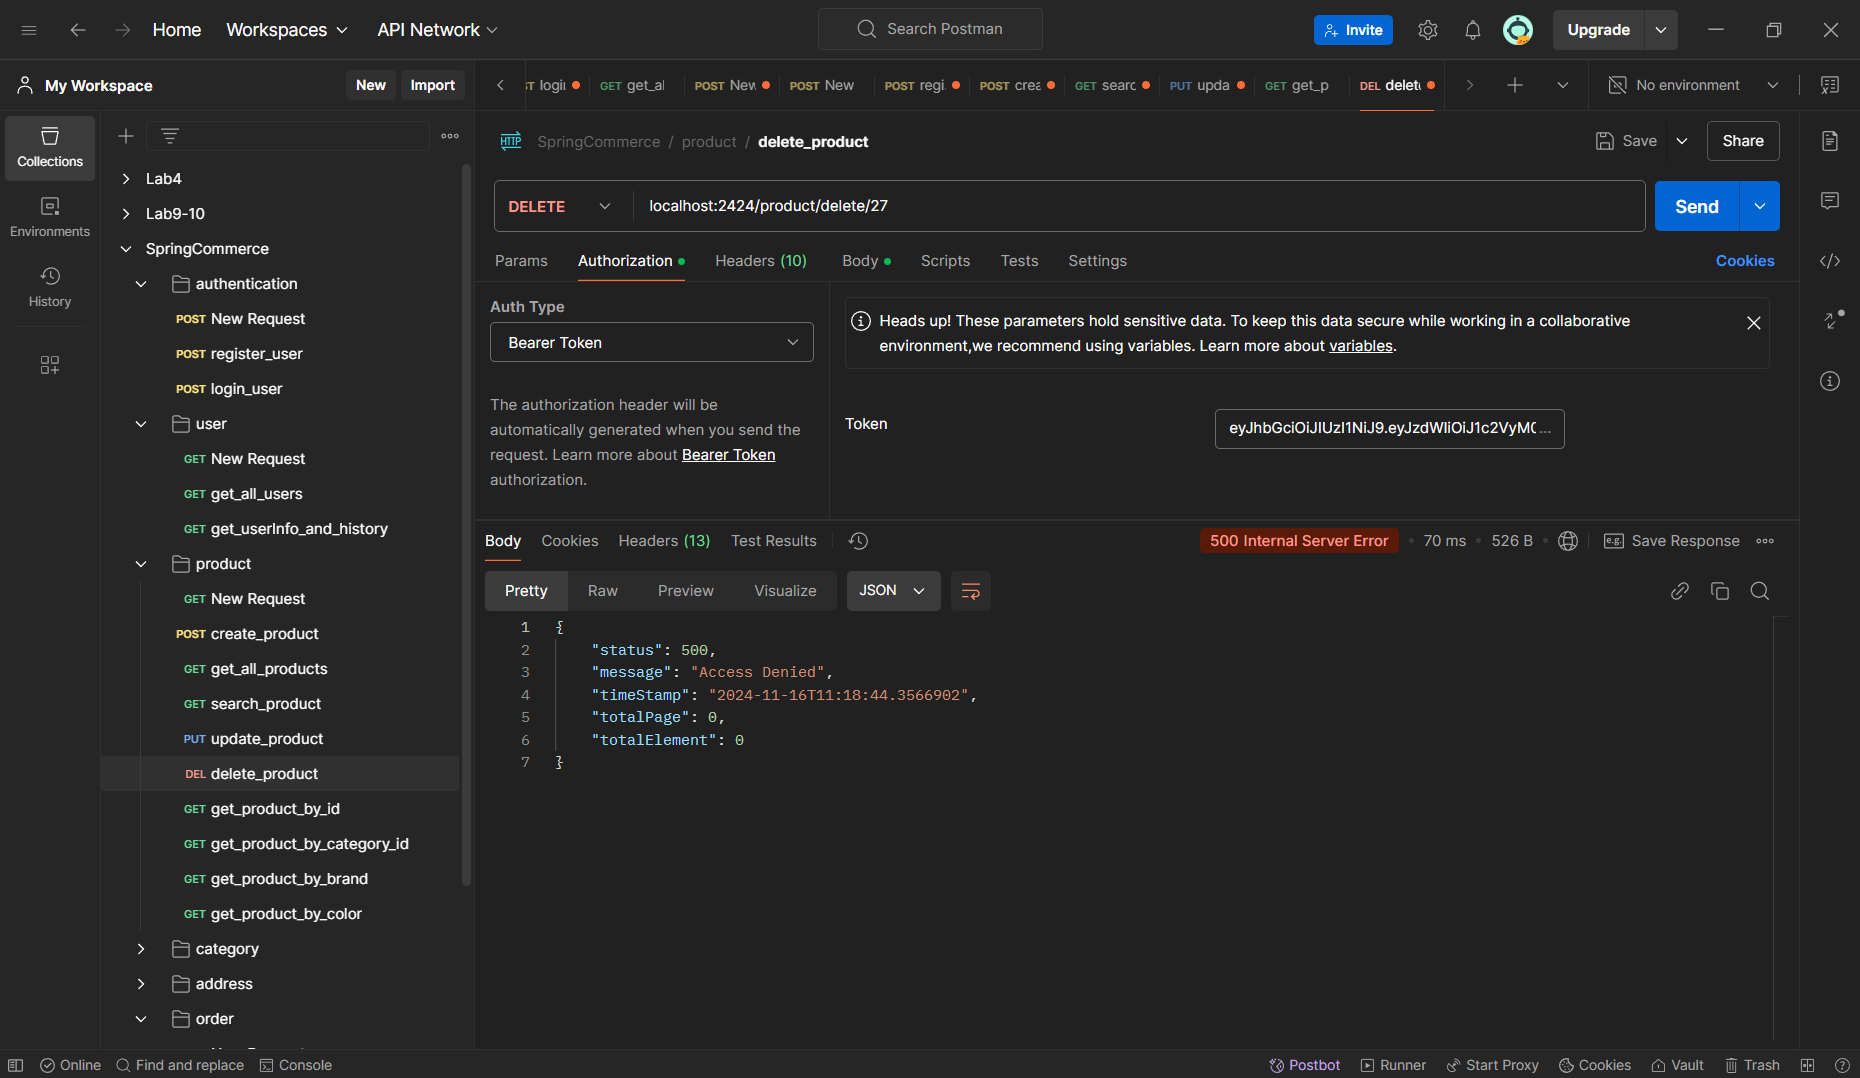 Home Workspaces API Network Search Postman Invite Upgrade
My Workspace New Import
ST login GET get_al POST New POST New POST regi. POST crea GET searc PUT upda GET get_p DEL delet No environment
Collections
Environments
History
Lab4
Lab9-10
SpringCommerce
authentication
POST New Request
POST register_user
POST login_user
user
GET New Request
GET get_all_users
GET get_userInfo_and_history
product
GET New Request
POST create_product
GET get_all_products
GET search_product
PUT update_product
DEL delete_product
GET get_product_by_id
GET get_product_by_category_id
GET get_product_by_brand
GET get_product_by_color
category
address
order
HTTP SpringCommerce / product / delete_product Save Share
DELETE localhost:2424/product/delete/27 Send
Params Authorization Headers (10) Body Scripts Tests Settings Cookies
Auth Type
Bearer Token
The authorization header will be
automatically generated when you send the
request. Learn more about Bearer Token
authorization.
Heads up! These parameters hold sensitive data. To keep this data secure while working in a collaborative
environment,we recommend using variables. Learn more about variables.
Token
Body Cookies Headers (13) Test Results 500 Internal Server Error 70 ms 526 B e.g. Save Response
Pretty Raw Preview Visualize JSON
1 {
2 "status": 500,
3 "message": "Access Denied",
4 "timeStamp": "2024-11-16T11:18:44.3566902",
5 "totalPage": 0,
6 "totalElement": 0
7 }
Online Find and replace Console Postbot Runner Start Proxy Cookies Vault Trash